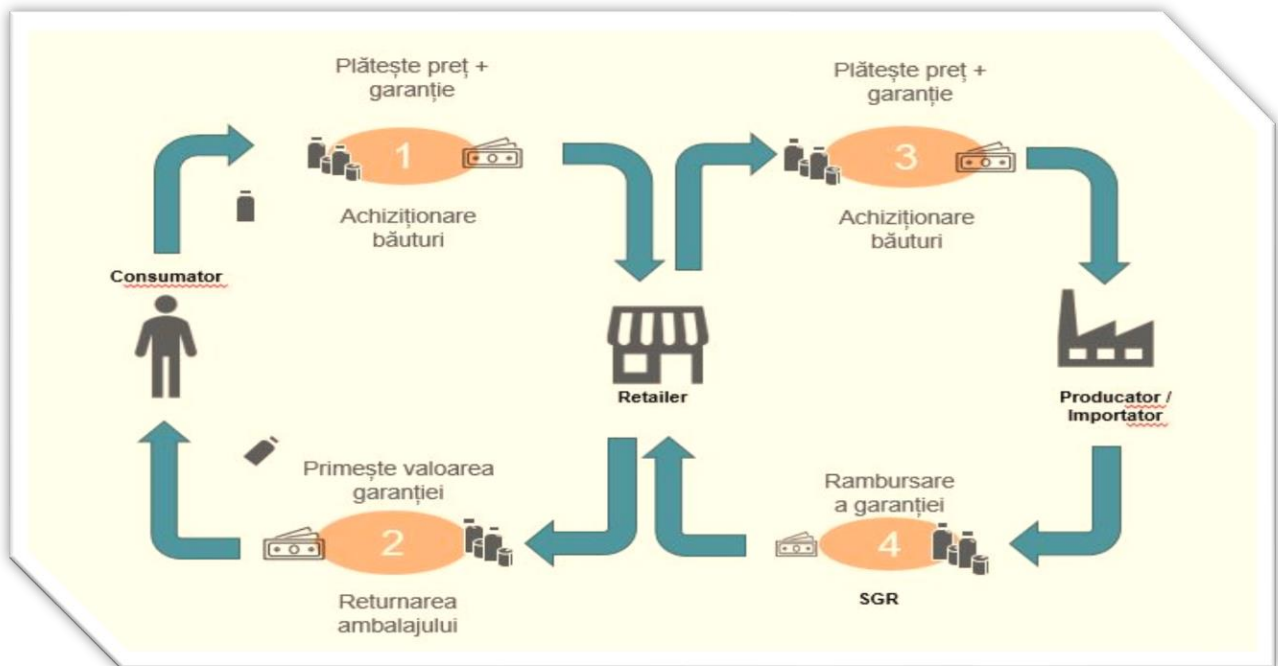 Plătește preț +
garanție
1
Achiziționare
băuturi
Plătește preț +
garanție
3
Achiziționare
băuturi
Consumator
Retailer
Producator /
Importator
Primește valoarea
garanției
2
Returnarea
ambalajului
Rambursare
a garanției
4
SGR